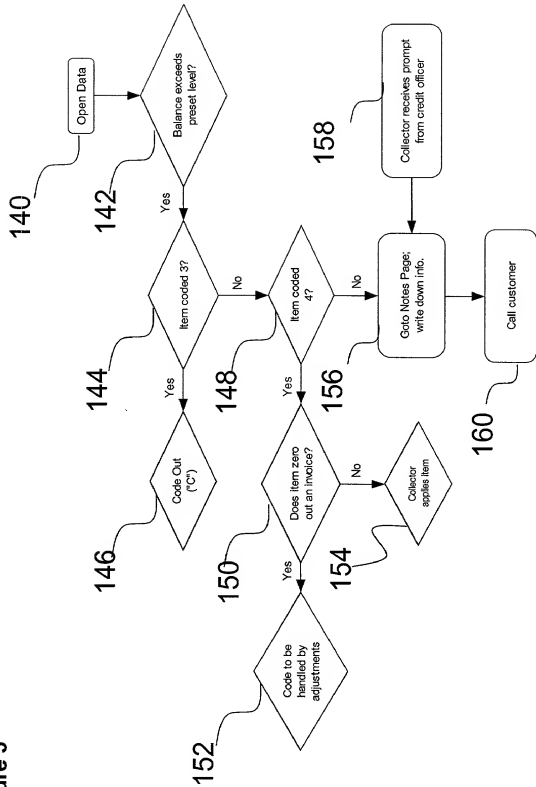 140
Open Data
142
Balance exceeds
preset level?
Yes
144
Item coded 3?
Yes
No
146
Code Out
("C")
148
Item coded
4?
Yes
No
150
Does item zero
out an invoice?
Yes
No
152
Code to be
handled by
adjustments
154
Collector
applies Item
156
Goto Notes Page;
write down info.
158
Collector receives prompt
from credit officer
160
Call customer